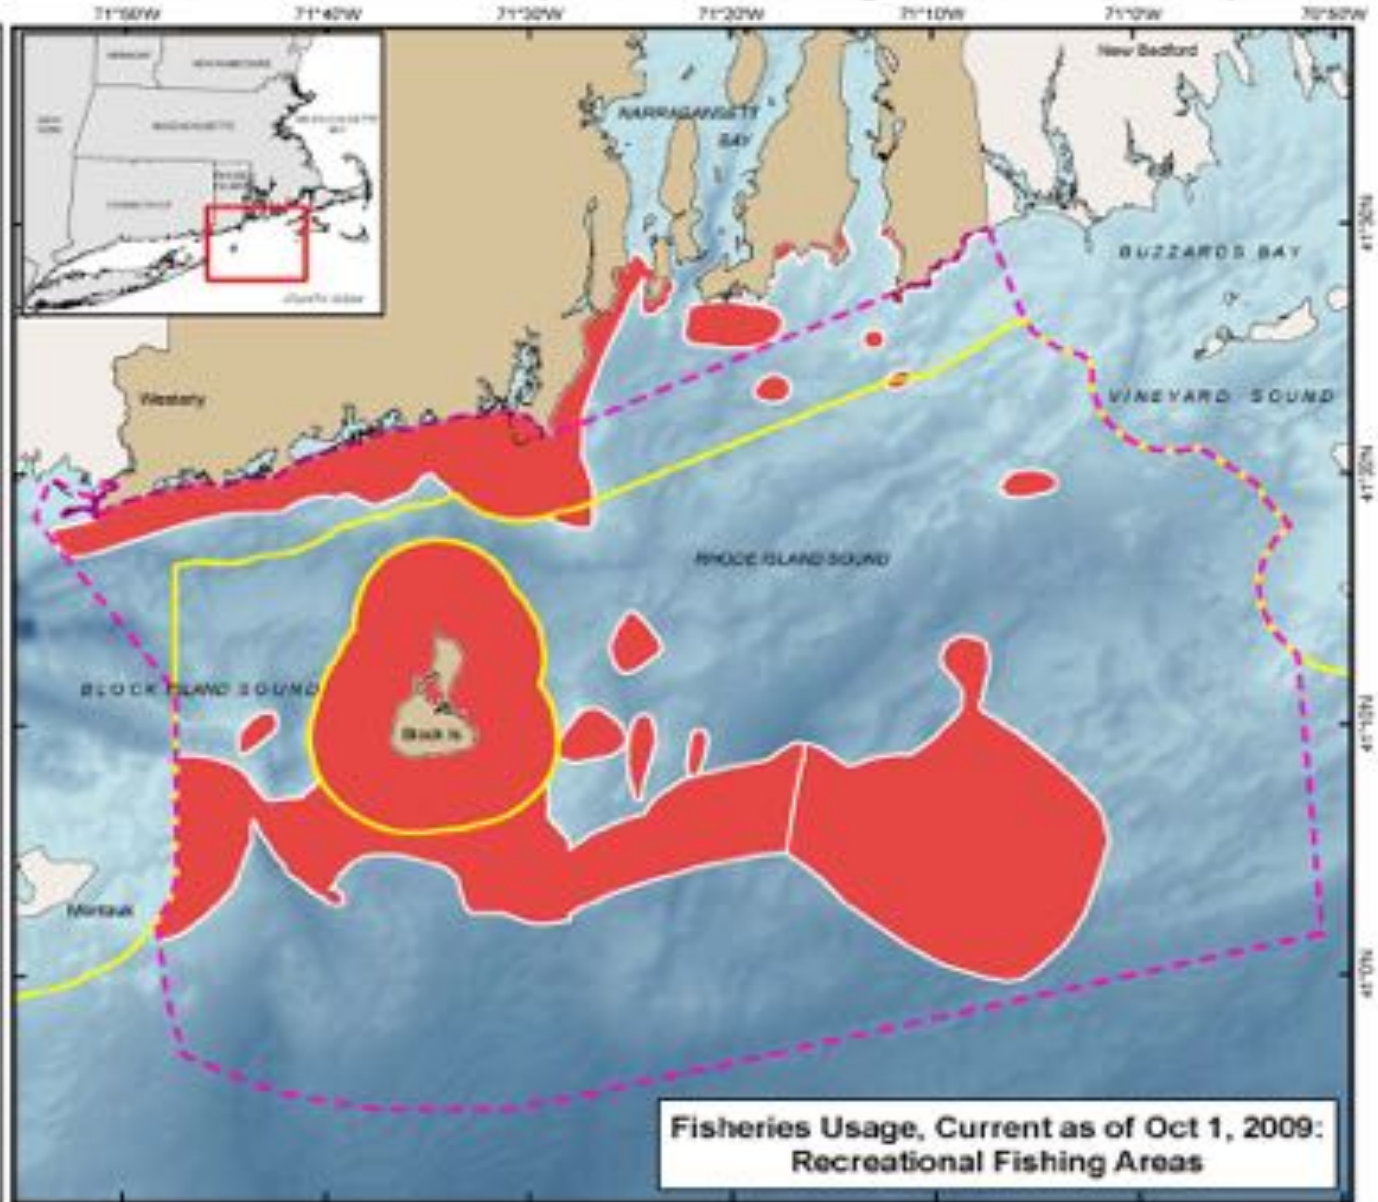 71°50'W 71°40'W 71°30'W 71°20'W 71°10'W 71°0'W 70°50'W
New Bedford
NARRAGANSETT
BAY
MASSACHUSETTS
CONNECTICUT
41°30'N
BUZZARDS BAY
Westerly
VINEYARD SOUND
RHODE ISLAND SOUND
BLOCK ISLAND SOUND
41°10'N
Block Is.
Montauk
41°0'N
Fisheries Usage, Current as of Oct 1, 2009:
Recreational Fishing Areas